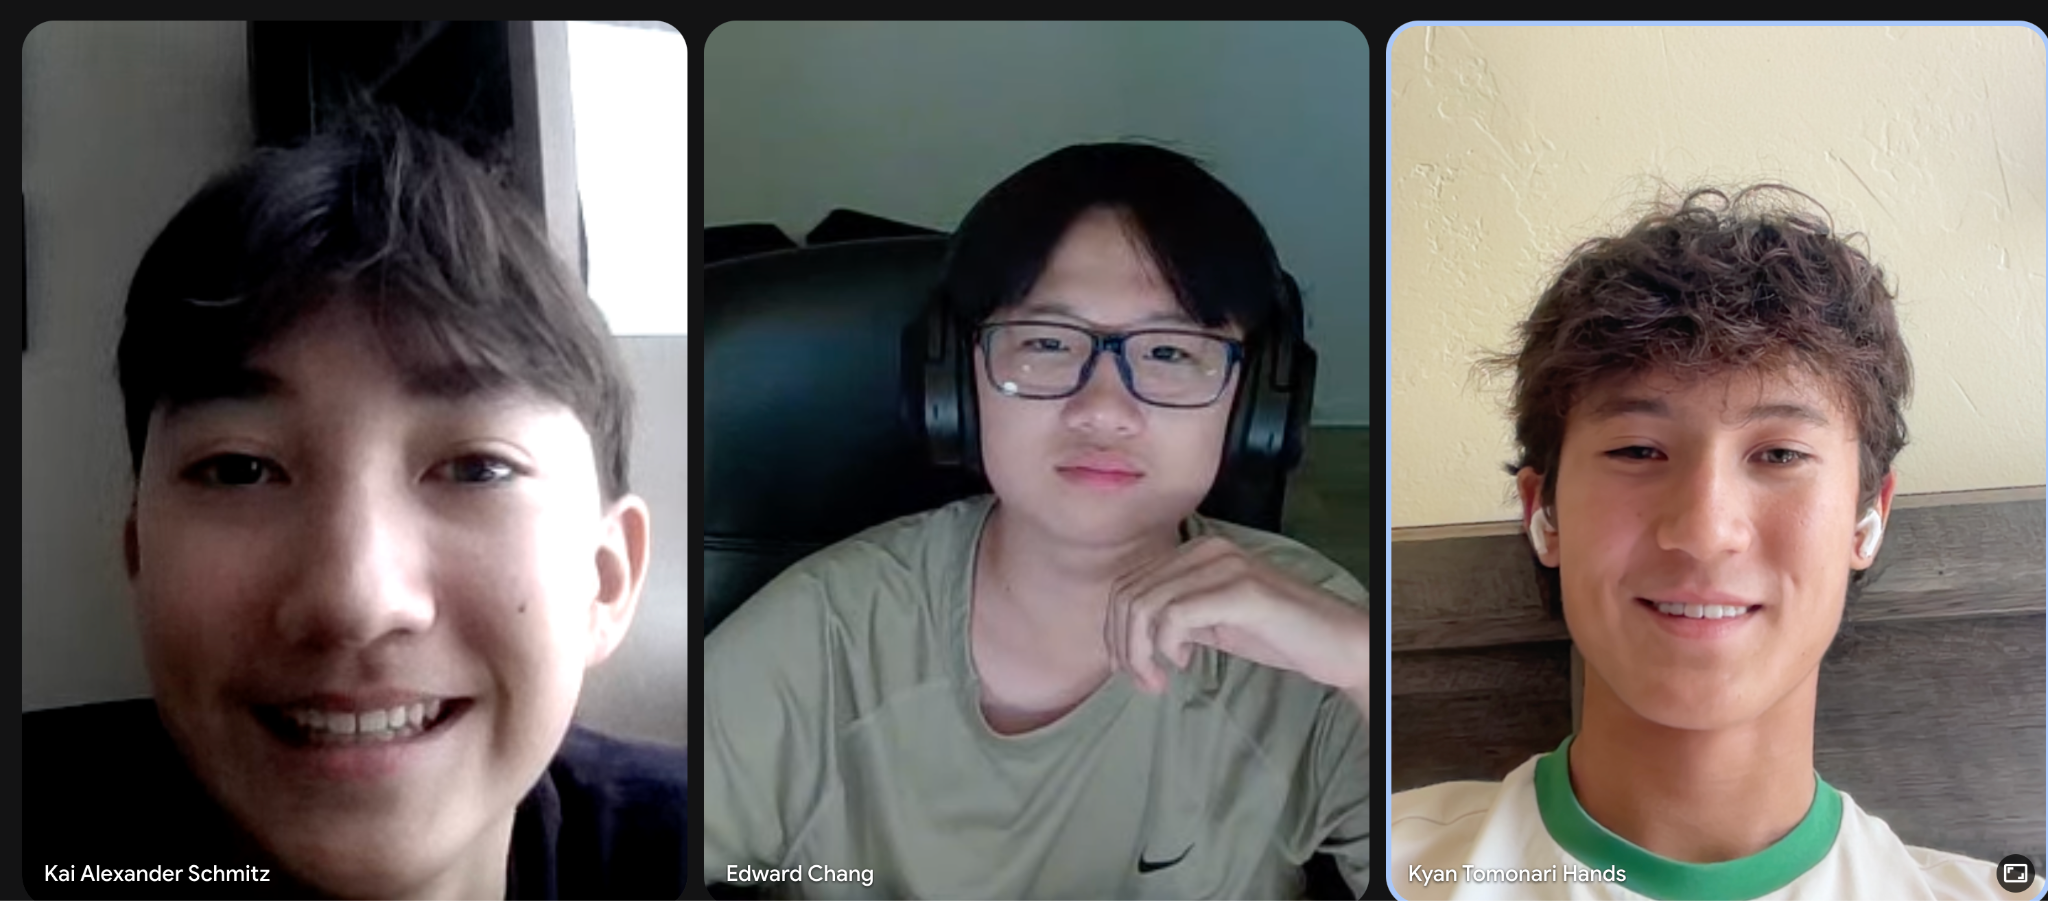 Kai Alexander Schmitz
Edward Chang
Kyan Tomonari Hands